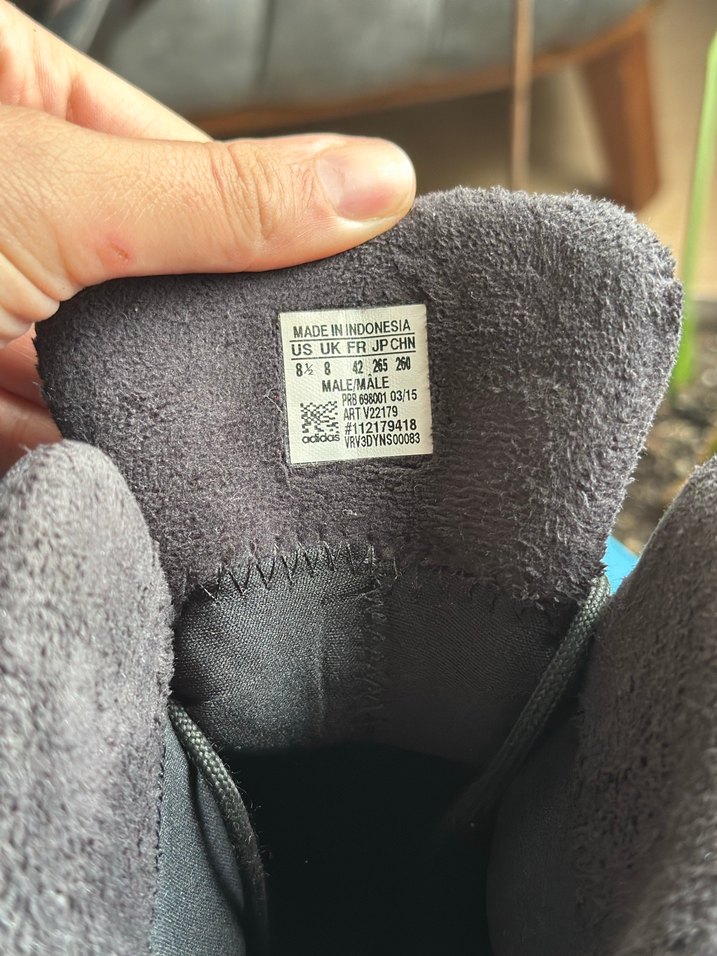 MADE IN INDONESIA
US UK FR JP CHN
8½ 8 42 265 260
MALE/MÂLE
PRB 698001 03/15
ART V22179
#112179418
adidas VRV3DYNS00083